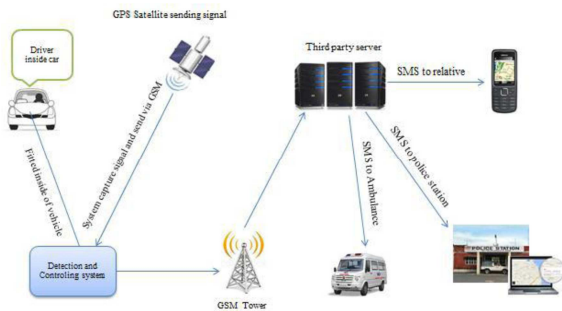 GPS Satellite sending signal
Driver
inside car
Third party server
SMS to relative
System capture signal and send via GSM
Fitted inside of vehicle
SMS to Ambulance
SMS to police station
POLICE STATION
Detection and
Controling system
GSM Tower